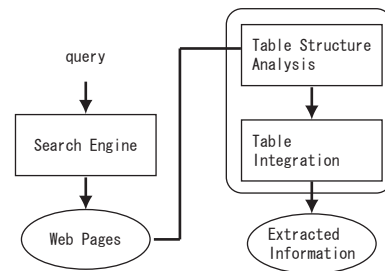 query
Search Engine
Web Pages
Table Structure
Analysis
Table
Integration
Extracted
Information